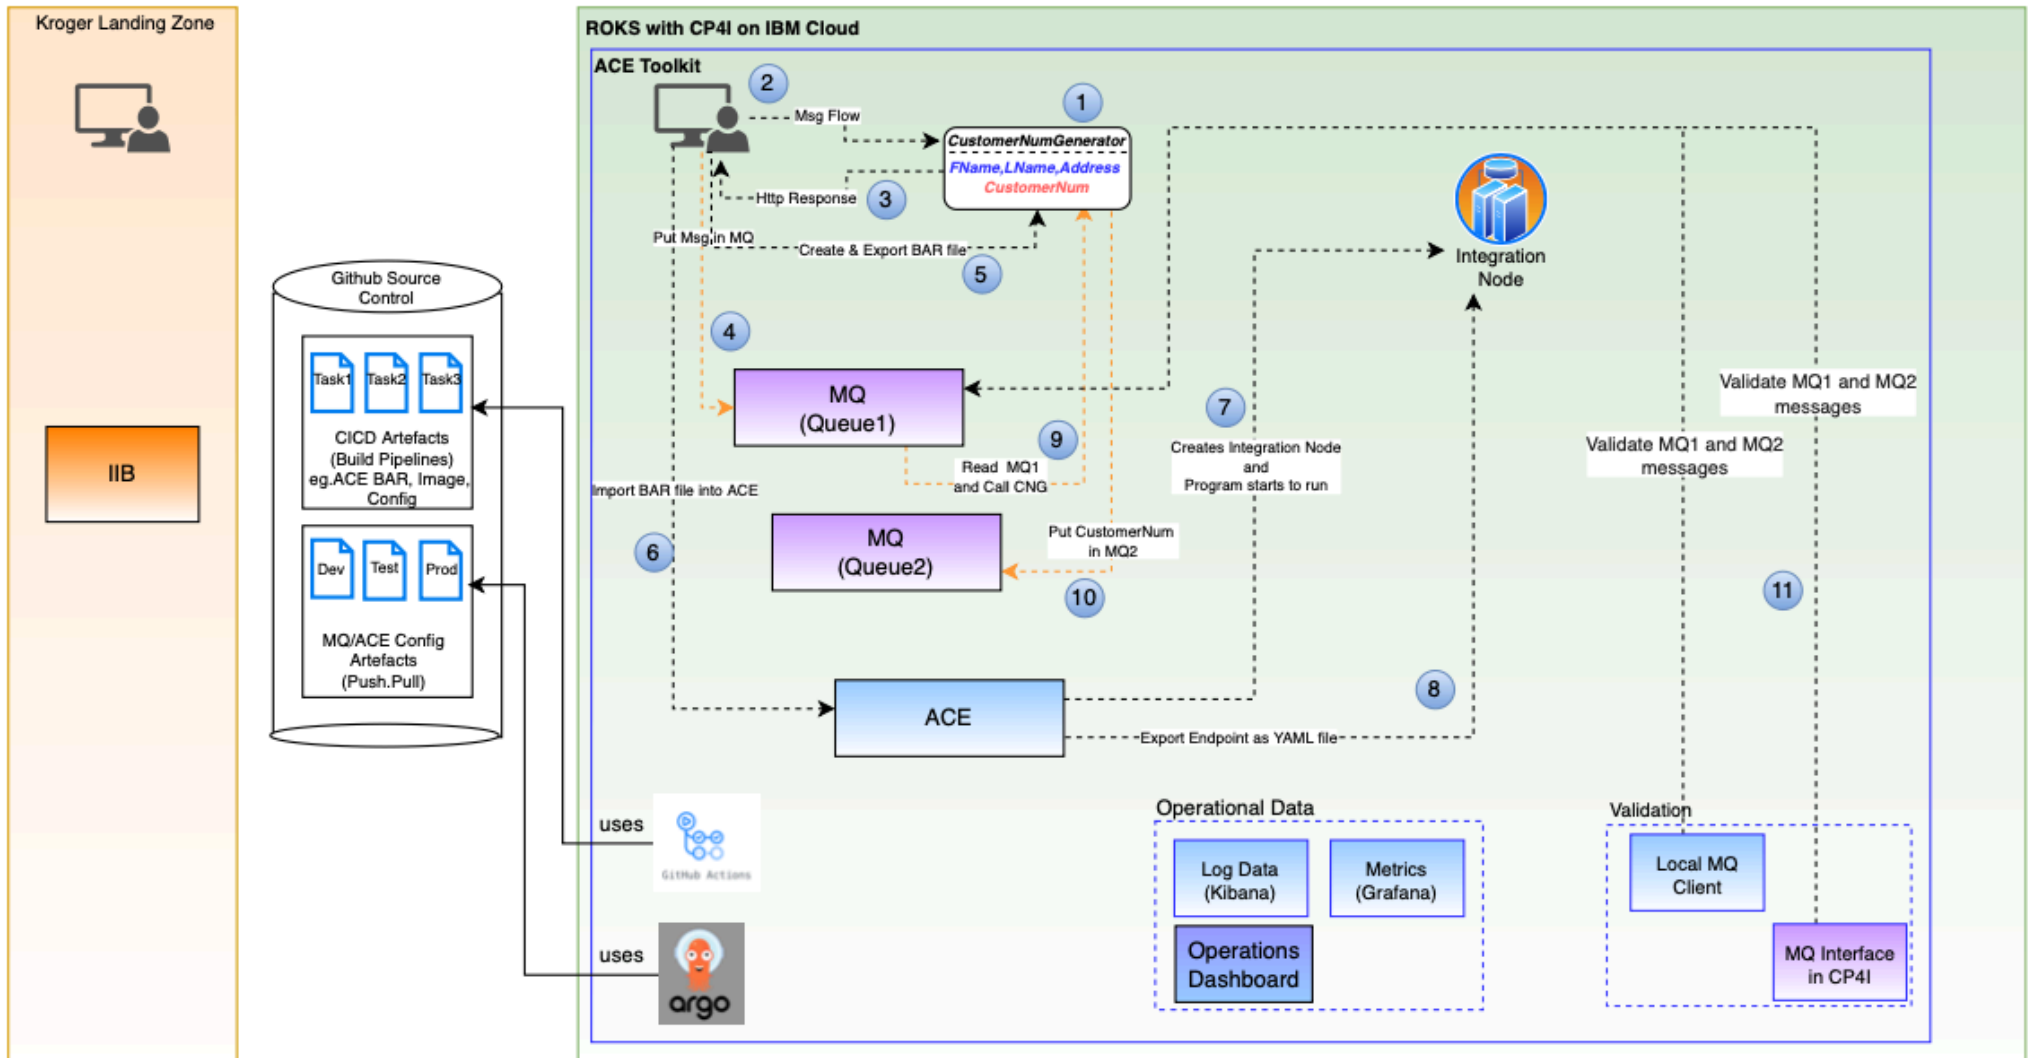 Kroger Landing Zone
IIB
Github Source
Control
Task1
Task2
Task3
CICD Artefacts
(Build Pipelines)
eg.ACE BAR, Image,
Config
Dev
Test
Prod
MQ/ACE Config
Artefacts
(Push.Pull)
ROKS with CP4I on IBM Cloud
ACE Toolkit
2
1
Msg Flow
CustomerNumGenerator
FName,LName,Address
CustomerNum
Http Response
3
Put Msg in MQ
Create & Export BAR file
5
4
Integration
Node
MQ
(Queue1)
9
Read MQ1
and Call CNG
7
Creates Integration Node
and
Program starts to run
Validate MQ1 and MQ2
messages
Validate MQ1 and MQ2
messages
Import BAR file into ACE
6
MQ
(Queue2)
Put CustomerNum
in MQ2
10
11
8
ACE
Export Endpoint as YAML file
uses
GitHub Actions
uses
argo
Operational Data
Log Data
(Kibana)
Metrics
(Grafana)
Operations
Dashboard
Validation
Local MQ
Client
MQ Interface
in CP4I